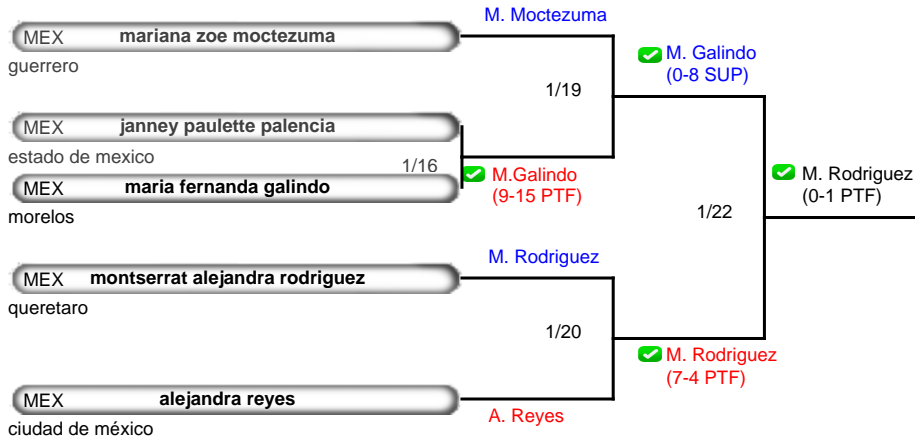 M. Moctezuma
MEX mariana zoe moctezuma
guerrero
M. Galindo
(0-8 SUP)
1/19
MEX janney paulette palencia
estado de mexico
1/16
M.Galindo
(9-15 PTF)
MEX maria fernanda galindo
morelos
M. Rodriguez
(0-1 PTF)
1/22
M. Rodriguez
MEX montserrat alejandra rodriguez
queretaro
1/20
M. Rodriguez
(7-4 PTF)
MEX alejandra reyes
A. Reyes
ciudad de méxico